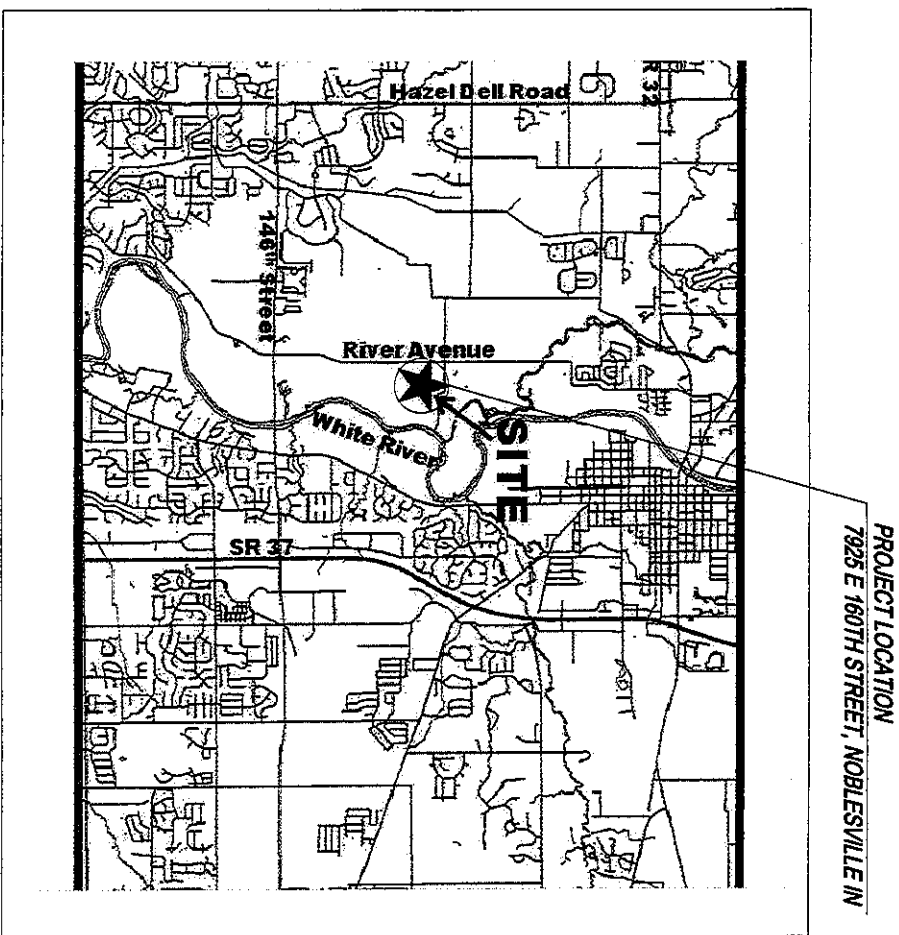 Hazel Dell Road
R 32
146th Street
River Avenue
White River
SITE
SR 37
PROJECT LOCATION
7925 E 160TH STREET, NOBLESVILLE IN